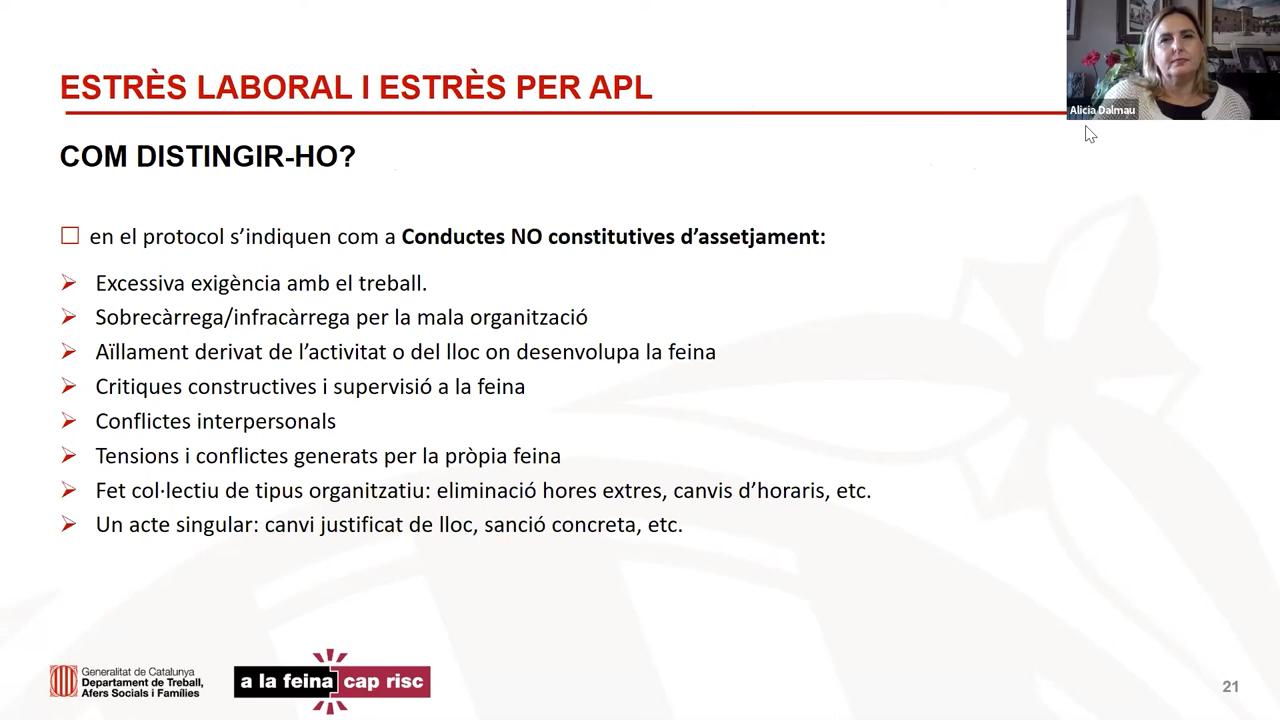 ESTRÈS LABORAL I ESTRÈS PER APL
Alicia Dalmau
COM DISTINGIR-HO?
en el protocol s’indiquen com a Conductes NO constitutives d’assetjament:
Excessiva exigència amb el treball.
Sobrecàrrega/infracàrrega per la mala organització
Aïllament derivat de l’activitat o del lloc on desenvolupa la feina
Critiques constructives i supervisió a la feina
Conflictes interpersonals
Tensions i conflictes generats per la pròpia feina
Fet col·lectiu de tipus organitzatiu: eliminació hores extres, canvis d’horaris, etc.
Un acte singular: canvi justificat de lloc, sanció concreta, etc.
Generalitat de Catalunya
Departament de Treball,
Afers Socials i Famílies
a la feina cap risc
21